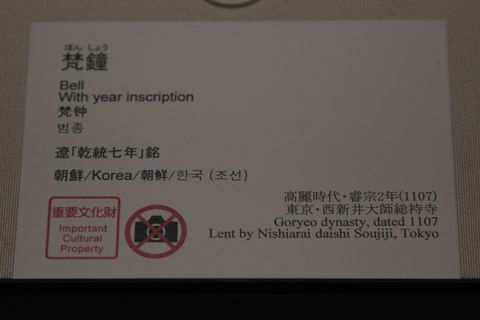 ぼん しょう
梵鐘
Bell
With year inscription
梵钟
범종
遼「乾統七年」銘
朝鮮/Korea/朝鲜/한국 (조선)
重要文化財
Important
Cultural
Property
高麗時代・睿宗2年(1107)
東京・西新井大師総持寺
Goryeo dynasty, dated 1107
Lent by Nishiarai daishi Soujiji, Tokyo